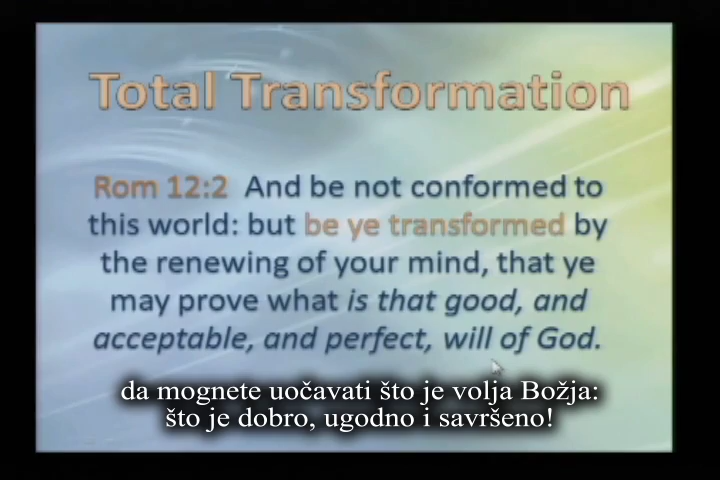 Total Transformation
Rom 12:2 And be not conformed to
this world: but be ye transformed by
the renewing of your mind, that ye
may prove what is that good, and
acceptable, and perfect, will of God.
da mognete uočavati što je volja Božja:
što je dobro, ugodno i savršeno!